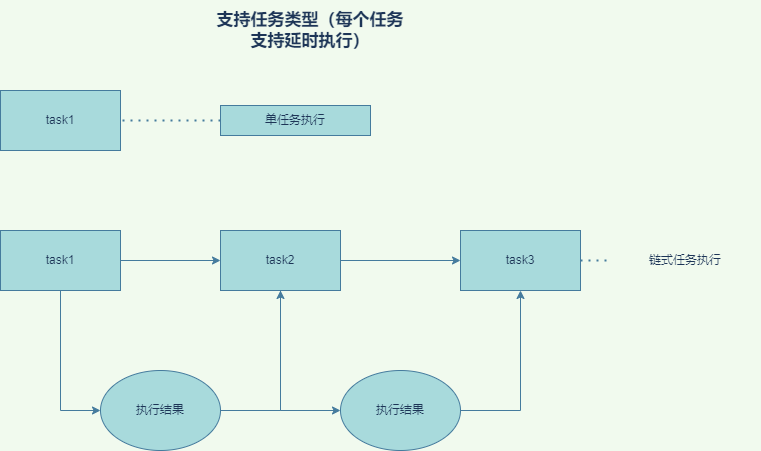 支持任务类型（每个任务
支持延时执行）
task1
单任务执行
task1
task2
task3
链式任务执行
执行结果
执行结果